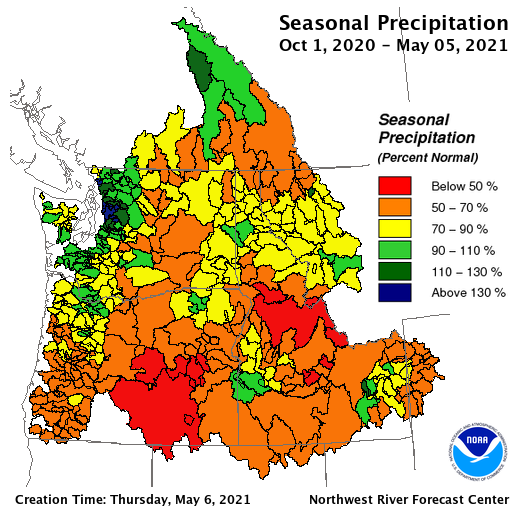 Seasonal Precipitation
Oct 1, 2020 – May 05, 2021
Seasonal
Precipitation
(Percent Normal)
Below 50 %
50 – 70 %
70 – 90 %
90 – 110 %
110 – 130 %
Above 130 %
NOAA
Creation Time: Thursday, May 6, 2021
Northwest River Forecast Center